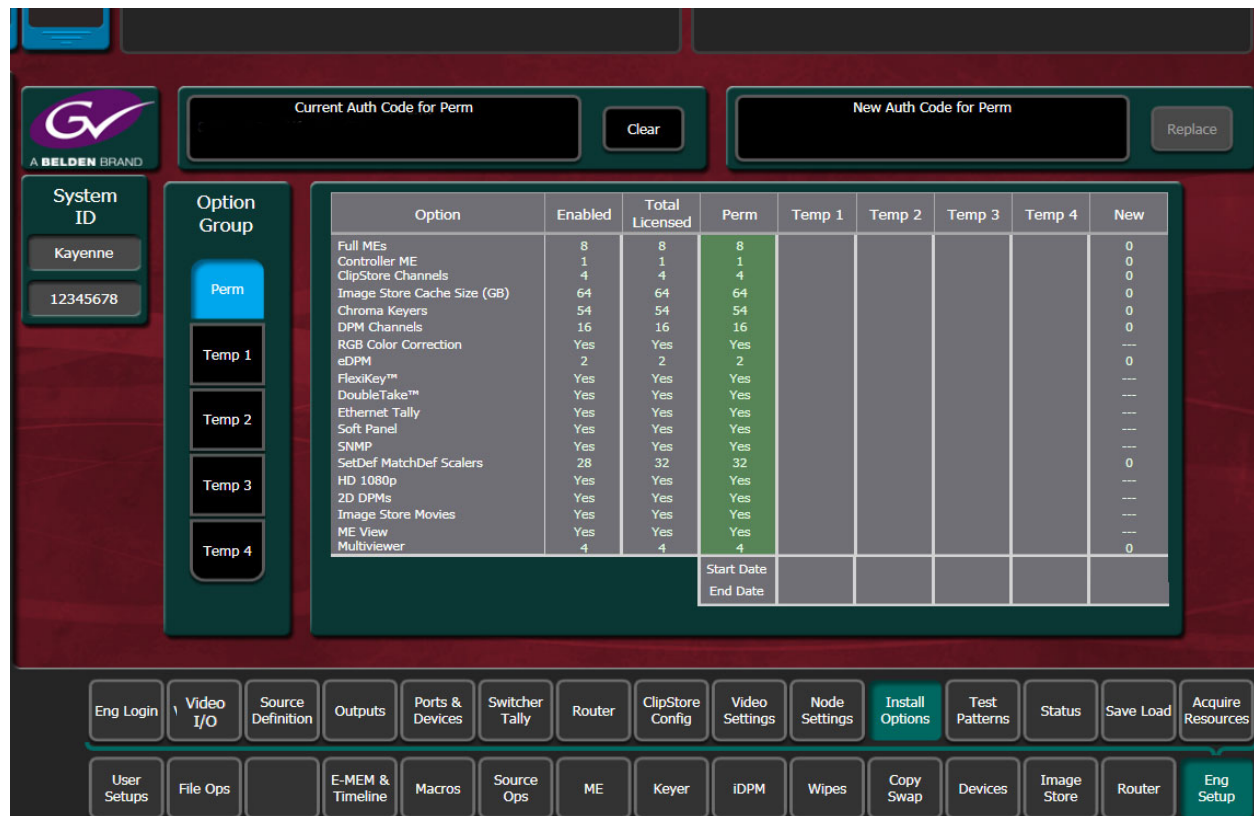 Current Auth Code for Perm
Clear
New Auth Code for Perm
Replace
GV
A BELDEN BRAND
System
ID
Kayenne
12345678
Option
Group
Perm
Temp 1
Temp 2
Temp 3
Temp 4
Option Enabled Total Licensed Perm Temp 1 Temp 2 Temp 3 Temp 4 New
Full MEs 8 8 8 0
Controller ME 1 1 1 0
ClipStore Channels 4 4 4 0
Image Store Cache Size (GB) 64 64 64 0
Chroma Keyers 54 54 54 0
DPM Channels 16 16 16 0
RGB Color Correction Yes Yes Yes ---
eDPM 2 2 2 0
FlexiKey™ Yes Yes Yes ---
DoubleTake™ Yes Yes Yes ---
Ethernet Tally Yes Yes Yes ---
Soft Panel Yes Yes Yes ---
SNMP Yes Yes Yes ---
SetDef MatchDef Scalers 28 32 32 0
HD 1080p Yes Yes Yes ---
2D DPMs Yes Yes Yes ---
Image Store Movies Yes Yes Yes ---
ME View Yes Yes Yes ---
Multiviewer 4 4 4 0
Start Date
End Date
Eng Login
Video
I/O
Source
Definition
Outputs
Ports &
Devices
Switcher
Tally
Router
ClipStore
Config
Video
Settings
Node
Settings
Install
Options
Test
Patterns
Status
Save Load
Acquire
Resources
User
Setups
File Ops
E-MEM &
Timeline
Macros
Source
Ops
ME
Keyer
iDPM
Wipes
Copy
Swap
Devices
Image
Store
Router
Eng
Setup